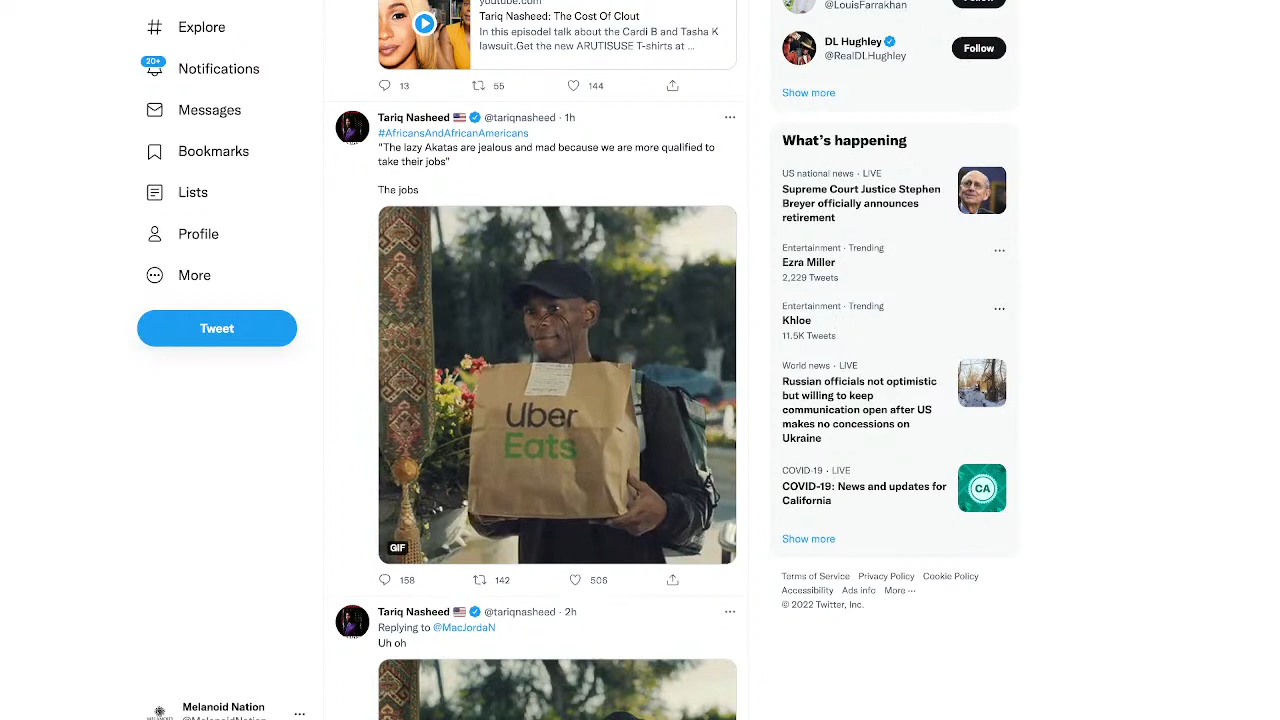 Explore
20+
Notifications
Messages
Bookmarks
Lists
Profile
More
Tweet
Melanoid Nation
youtube.com
Tariq Nasheed: The Cost Of Clout
In this episodeI talk about the Cardi B and Tasha K
lawsuit.Get the new ARUTISUSE T-shirts at ...
13 55 144
Tariq Nasheed @tariqnasheed · 1h
#AfricansAndAfricanAmericans
"The lazy Akatas are jealous and mad because we are more qualified to
take their jobs"
The jobs
Uber
Eats
GIF
158 142 506
Tariq Nasheed @tariqnasheed · 2h
Replying to @MacJordaN
Uh oh
@LouisFarrakhan
DL Hughley
@RealDLHughley
Follow
Show more
What's happening
US national news · LIVE
Supreme Court Justice Stephen
Breyer officially announces
retirement
Entertainment · Trending
Ezra Miller
2,229 Tweets
Entertainment · Trending
Khloe
11.5K Tweets
World news · LIVE
Russian officials not optimistic
but willing to keep
communication open after US
makes no concessions on
Ukraine
COVID-19 · LIVE
COVID-19: News and updates for
California
CA
Show more
Terms of Service Privacy Policy Cookie Policy
Accessibility Ads info More ···
© 2022 Twitter, Inc.